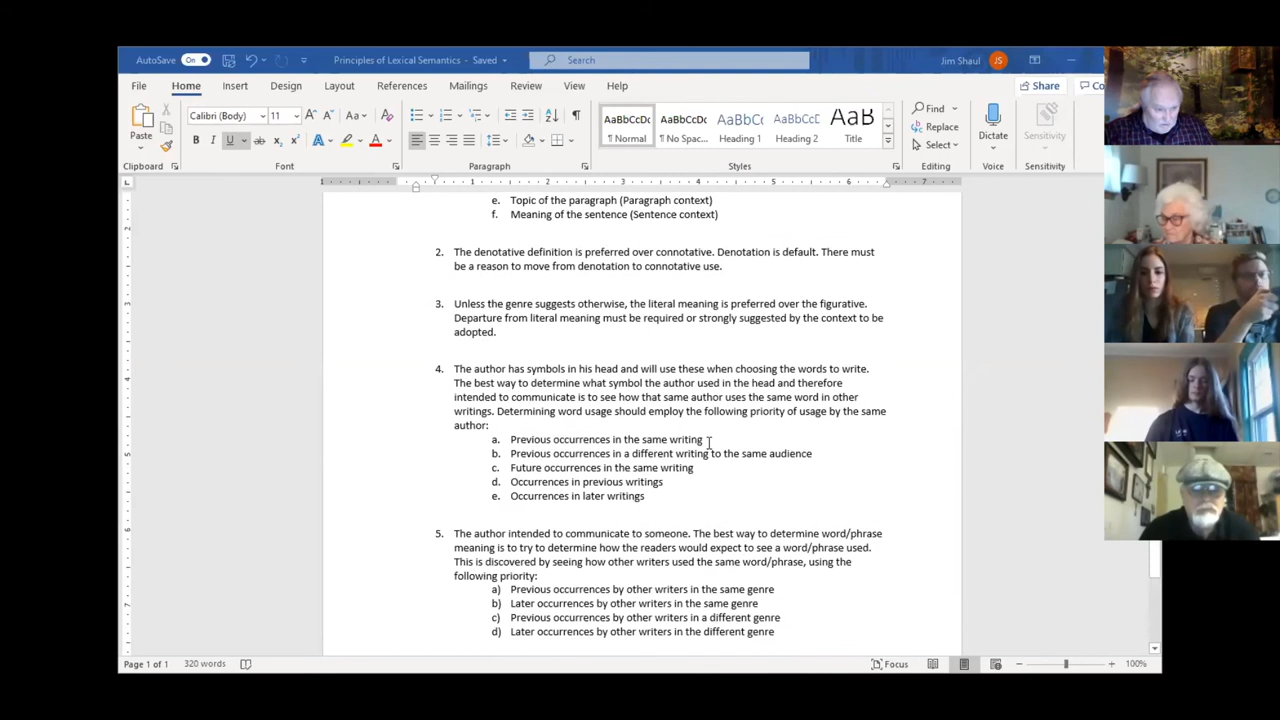 AutoSave On Principles of Lexical Semantics - Saved Search Jim Shaul JS
File Home Insert Design Layout References Mailings Review View Help Share Co
Paste Calibri (Body) 11 A A Aa AaBbCcDc AaBbCcDc AaBbCc AaBbCcD AaB Find Replace Select Dictate Sensitivity
B I U ab x A A ¶ Normal ¶ No Spac... Heading 1 Heading 2 Title
Clipboard Font Paragraph Styles Editing Voice Sensitivity
1 1 2 3 4 5 6 7
e. Topic of the paragraph (Paragraph context)
f. Meaning of the sentence (Sentence context)
2. The denotative definition is preferred over connotative. Denotation is default. There must
be a reason to move from denotation to connotative use.
3. Unless the genre suggests otherwise, the literal meaning is preferred over the figurative.
Departure from literal meaning must be required or strongly suggested by the context to be
adopted.
4. The author has symbols in his head and will use these when choosing the words to write.
The best way to determine what symbol the author used in the head and therefore
intended to communicate is to see how that same author uses the same word in other
writings. Determining word usage should employ the following priority of usage by the same
author:
a. Previous occurrences in the same writing
b. Previous occurrences in a different writing to the same audience
c. Future occurrences in the same writing
d. Occurrences in previous writings
e. Occurrences in later writings
5. The author intended to communicate to someone. The best way to determine word/phrase
meaning is to try to determine how the readers would expect to see a word/phrase used.
This is discovered by seeing how other writers used the same word/phrase, using the
following priority:
a) Previous occurrences by other writers in the same genre
b) Later occurrences by other writers in the same genre
c) Previous occurrences by other writers in a different genre
d) Later occurrences by other writers in the different genre
Page 1 of 1 320 words Focus 100%